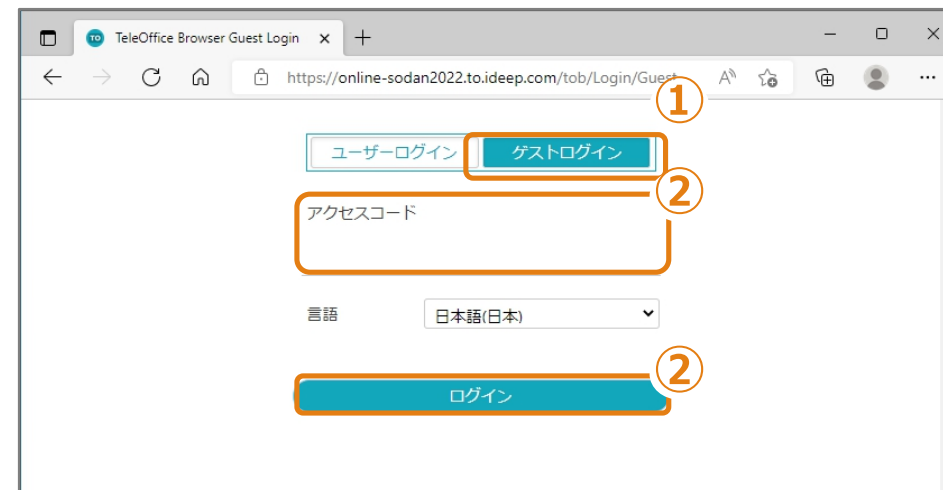 TO TeleOffice Browser Guest Login
https://online-sodan2022.to.ideep.com/tob/Login/Guest
①
ユーザーログイン ゲストログイン
②
アクセスコード
言語 日本語(日本)
②
ログイン